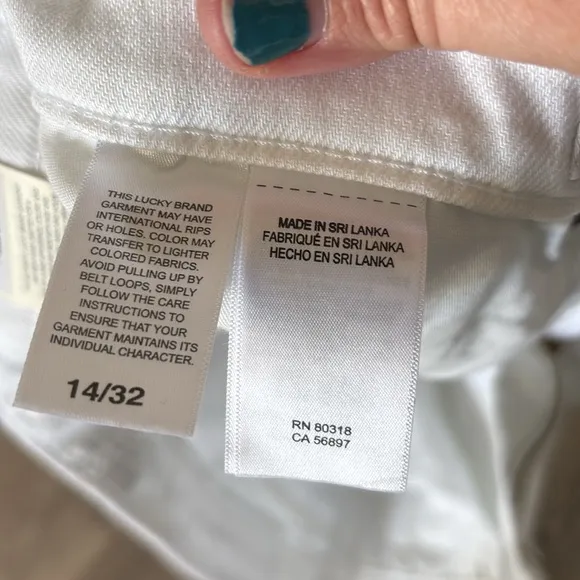 THIS LUCKY BRAND
GARMENT MAY HAVE
INTERNATIONAL RIPS
OR HOLES. COLOR MAY
TRANSFER TO LIGHTER
COLORED FABRICS.
AVOID PULLING UP BY
BELT LOOPS, SIMPLY
FOLLOW THE CARE
INSTRUCTIONS TO
ENSURE THAT YOUR
GARMENT MAINTAINS ITS
INDIVIDUAL CHARACTER.
14/32
MADE IN SRI LANKA
FABRIQUÉ EN SRI LANKA
HECHO EN SRI LANKA
RN 80318
CA 56897